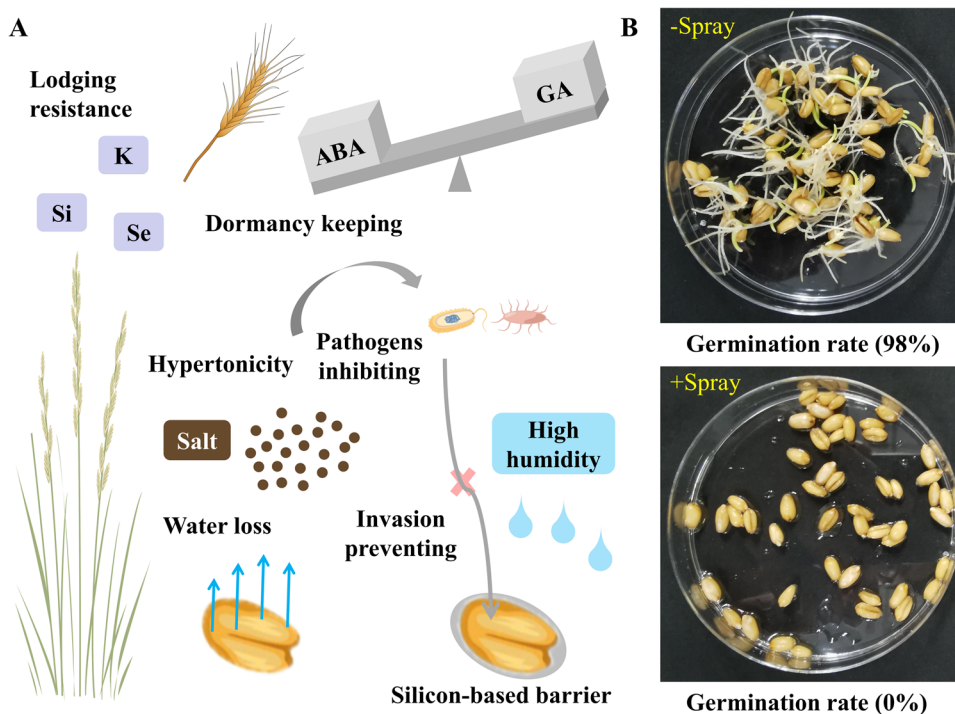 A
Lodging
resistance
K
Si
Se
ABA
GA
Dormancy keeping
Hypertonicity
Pathogens
inhibiting
Salt
High
humidity
Water loss
Invasion
preventing
Silicon-based barrier
B
-Spray
Germination rate (98%)
+Spray
Germination rate (0%)